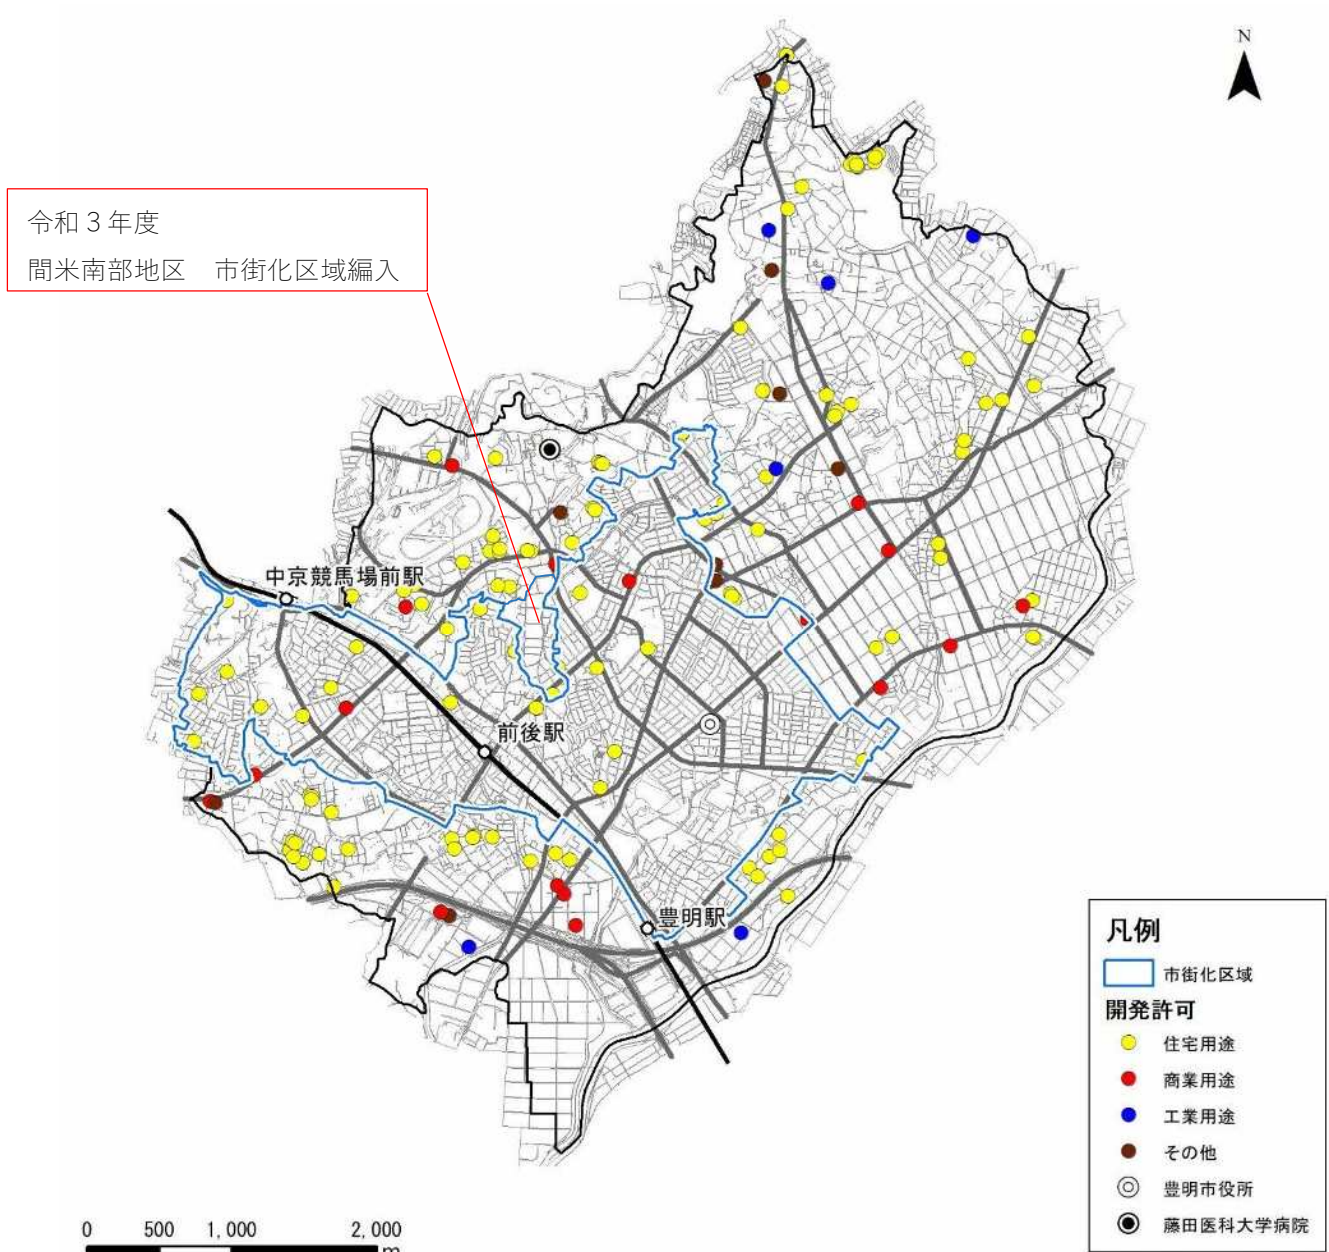 N
令和3年度
間米南部地区　市街化区域編入
中京競馬場前駅
前後駅
豊明駅
凡例
市街化区域
開発許可
住宅用途
商業用途
工業用途
その他
豊明市役所
藤田医科大学病院
0 500 1,000 2,000
m